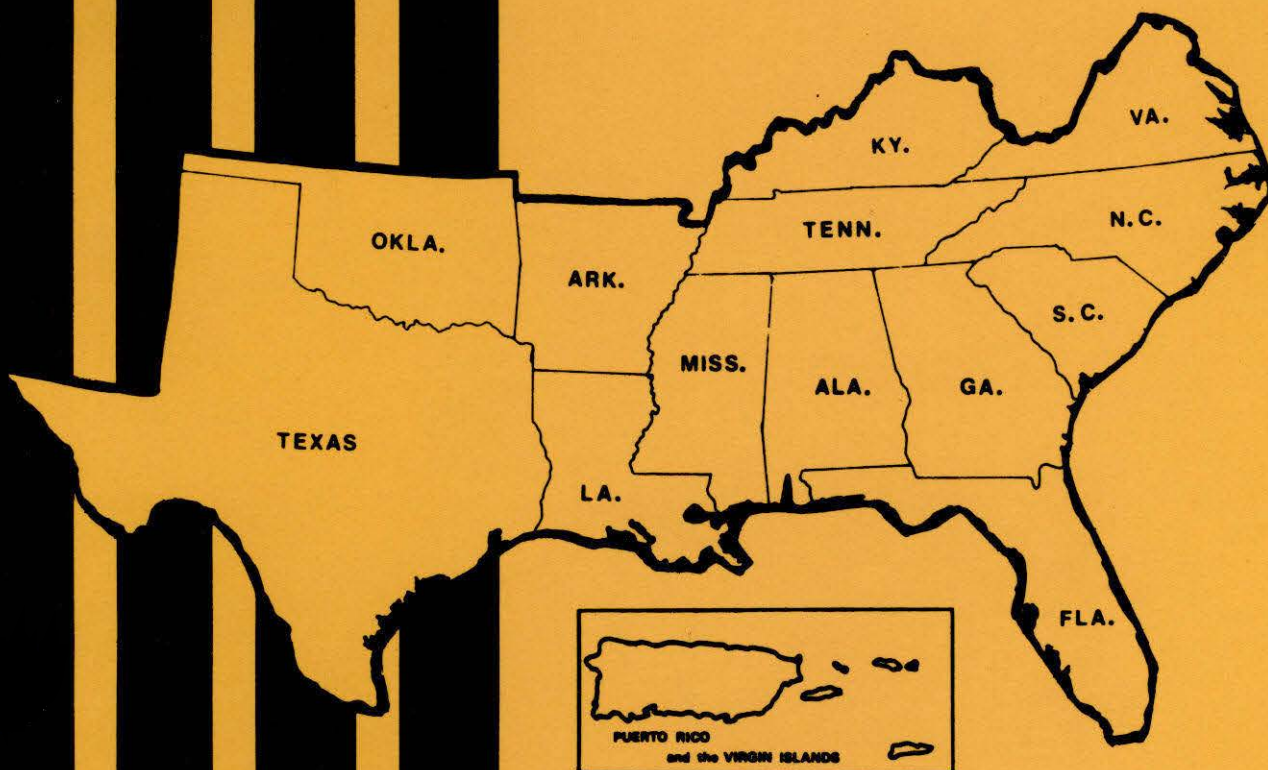 VA.
KY.
N.C.
TENN.
OKLA.
ARK.
S.C.
MISS.
ALA.
GA.
TEXAS
LA.
FLA.
PUERTO RICO
and the VIRGIN ISLANDS